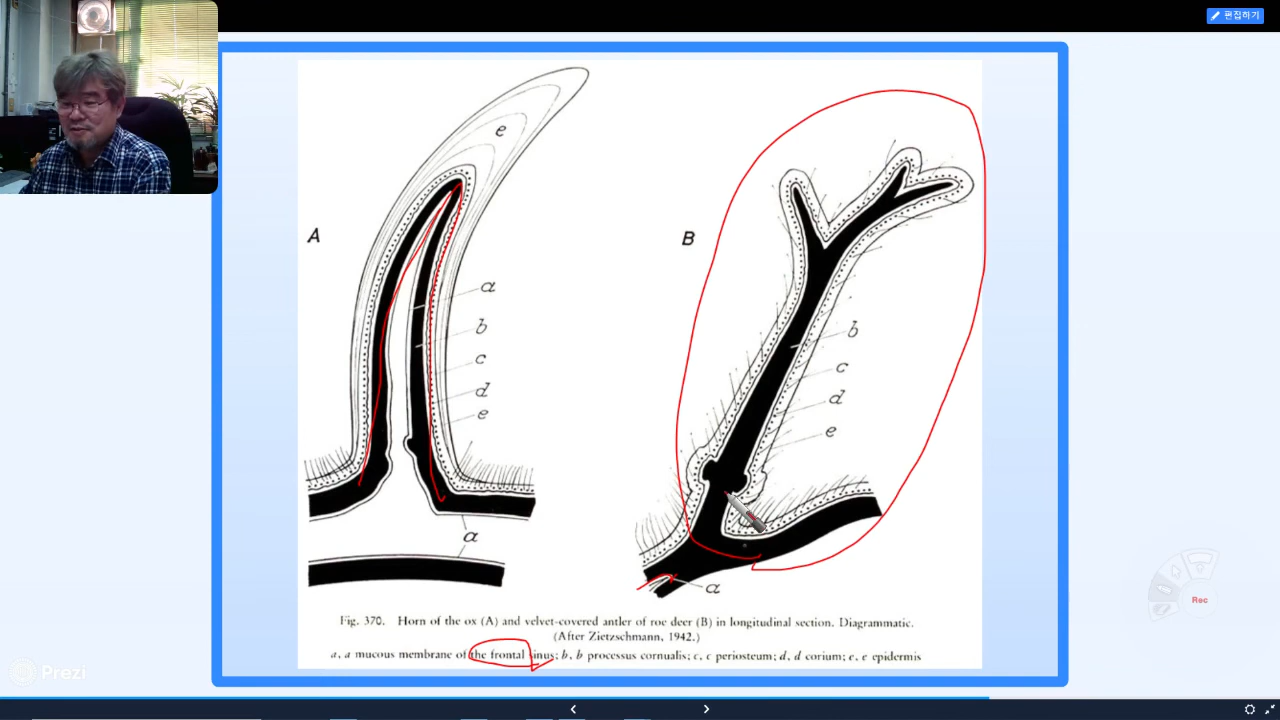 편집하기
e
A
B
a
b
b
c
c
d
d
e
e
a
a
Rec
Fig. 370. Horn of the ox (A) and velvet-covered antler of roe deer (B) in longitudinal section. Diagrammatic.
(After Zietzschmann, 1942.)
a, a mucous membrane of the frontal sinus; b, b processus cornualis; c, c periosteum; d, d corium; e, e epidermis
Prezi